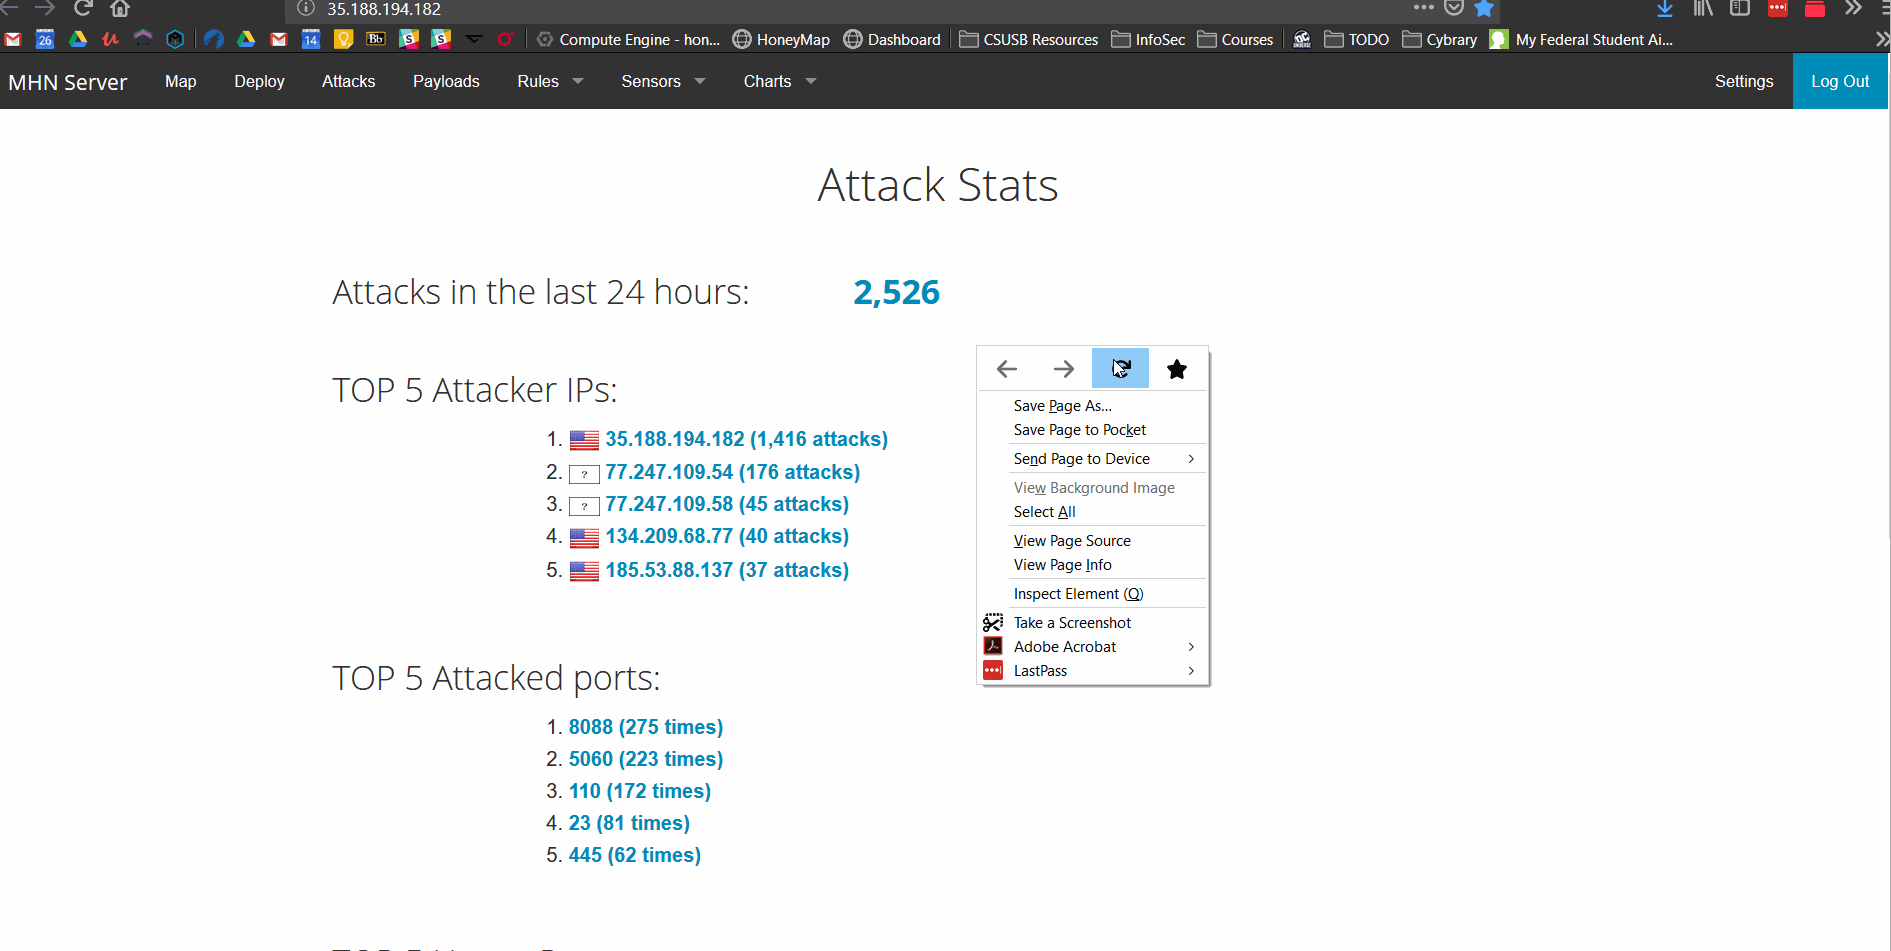 35.188.194.182
Compute Engine - hon... HoneyMap Dashboard CSUSB Resources InfoSec Courses TODO Cybrary My Federal Student Ai...
MHN Server Map Deploy Attacks Payloads Rules Sensors Charts Settings Log Out
Attack Stats
Attacks in the last 24 hours: 2,526
TOP 5 Attacker IPs:
1. 35.188.194.182 (1,416 attacks)
2. ? 77.247.109.54 (176 attacks)
3. ? 77.247.109.58 (45 attacks)
4. 134.209.68.77 (40 attacks)
5. 185.53.88.137 (37 attacks)
TOP 5 Attacked ports:
1. 8088 (275 times)
2. 5060 (223 times)
3. 110 (172 times)
4. 23 (81 times)
5. 445 (62 times)
Save Page As...
Save Page to Pocket
Send Page to Device
View Background Image
Select All
View Page Source
View Page Info
Inspect Element (Q)
Take a Screenshot
Adobe Acrobat
LastPass